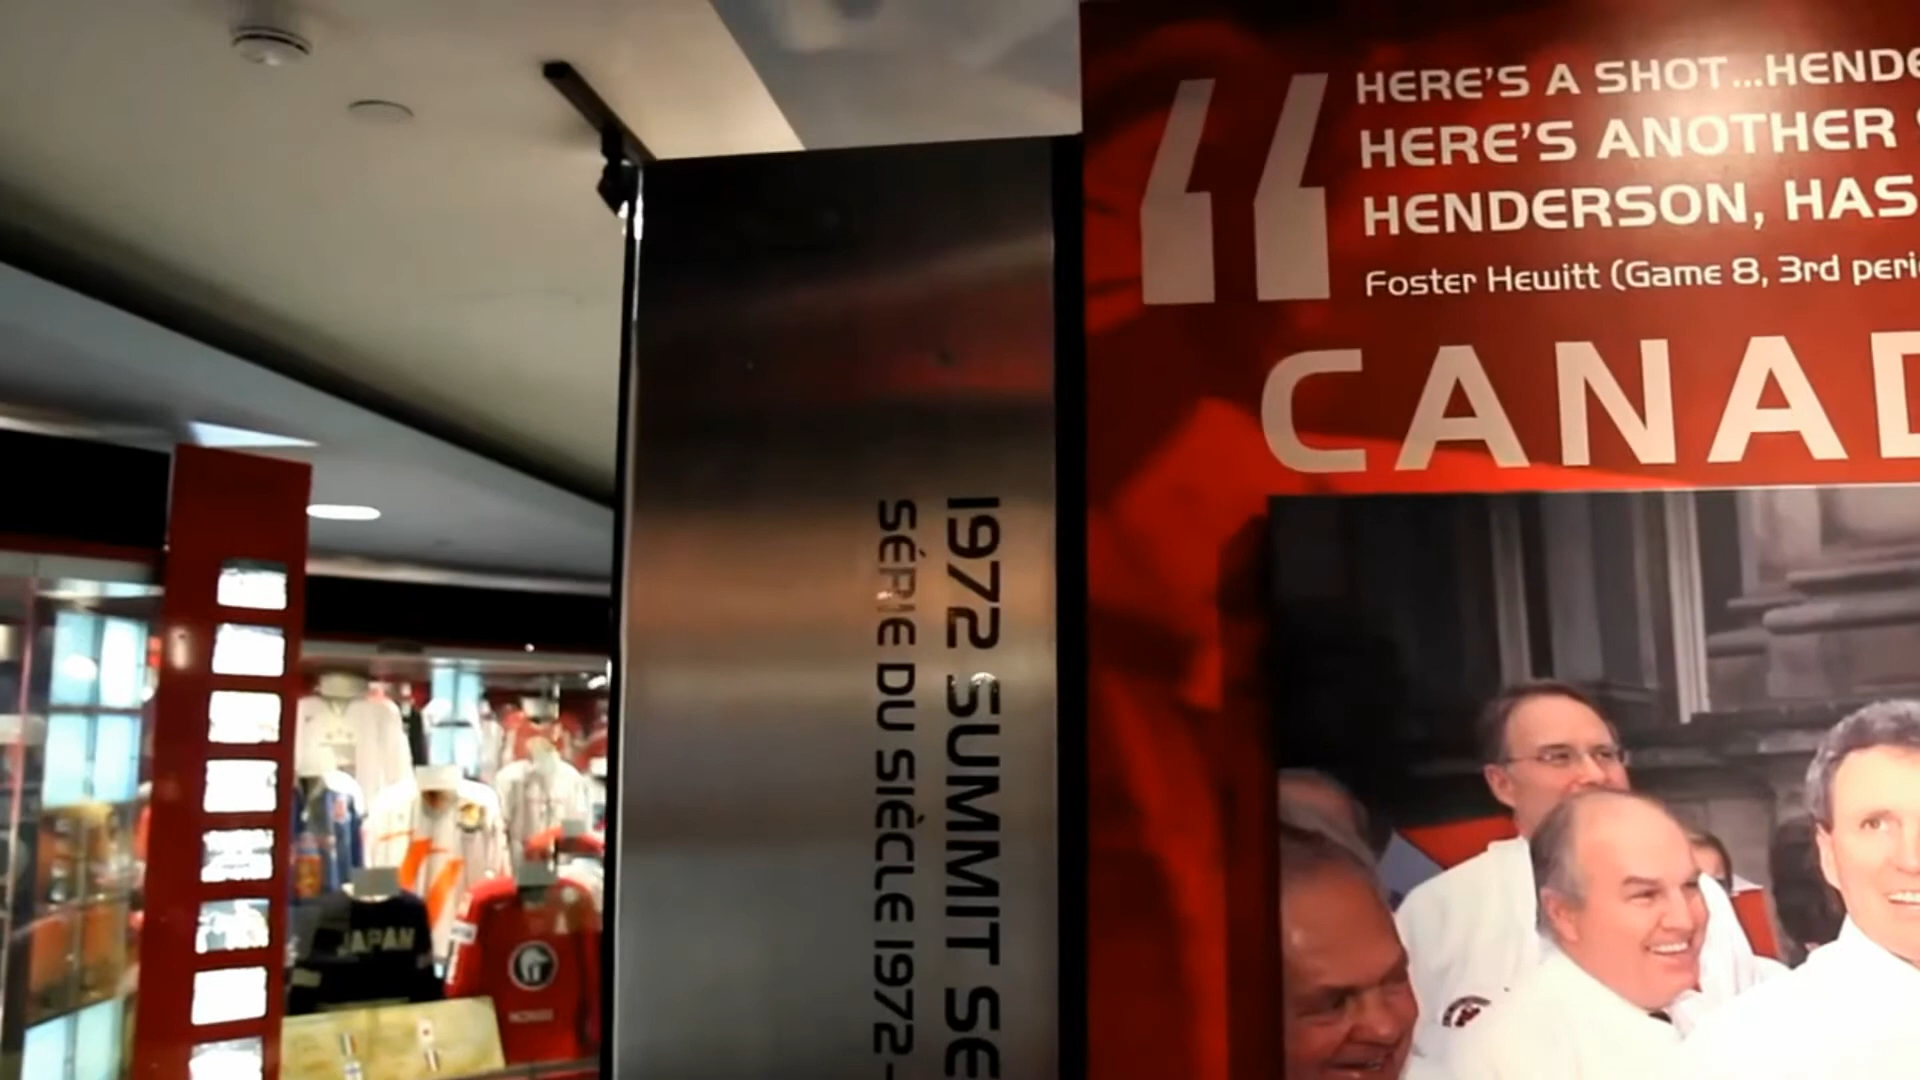 HERE'S A SHOT...HENDE
HERE'S ANOTHER
HENDERSON, HAS
Foster Hewitt (Game 8, 3rd peri
CANAD
1972 SUMMIT SE
SÉRIE DU SIÈCLE 1972-
JAPAN